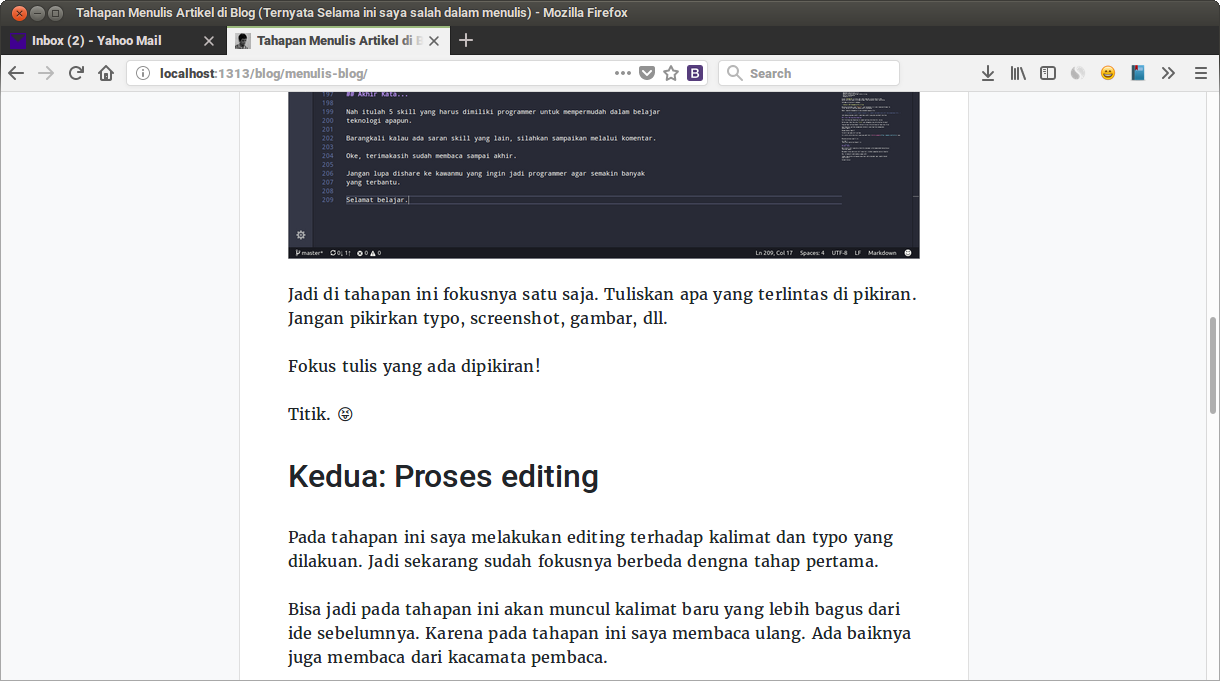 Tahapan Menulis Artikel di Blog (Ternyata Selama ini saya salah dalam menulis) - Mozilla Firefox
Inbox (2) - Yahoo Mail
Tahapan Menulis Artikel di B
localhost:1313/blog/menulis-blog/
B
Search
197 ## Akhir Kata...
198
199 Nah itulah 5 skill yang harus dimiliki programmer untuk mempermudah dalam belajar
200 teknologi apapun.
201
202 Barangkali kalau ada saran skill yang lain, silahkan sampaikan melalui komentar.
203
204 Oke, terimakasih sudah membaca sampai akhir.
205
206 Jangan lupa dishare ke kawanmu yang ingin jadi programmer agar semakin banyak
207 yang terbantu.
208
209 Selamat belajar.
master* 0↓ 1↑ 0 0 Ln 209, Col 17 Spaces: 4 UTF-8 LF Markdown
Jadi di tahapan ini fokusnya satu saja. Tuliskan apa yang terlintas di pikiran.
Jangan pikirkan typo, screenshot, gambar, dll.
Fokus tulis yang ada dipikiran!
Titik. 😝
Kedua: Proses editing
Pada tahapan ini saya melakukan editing terhadap kalimat dan typo yang
dilakuan. Jadi sekarang sudah fokusnya berbeda dengna tahap pertama.
Bisa jadi pada tahapan ini akan muncul kalimat baru yang lebih bagus dari
ide sebelumnya. Karena pada tahapan ini saya membaca ulang. Ada baiknya
juga membaca dari kacamata pembaca.